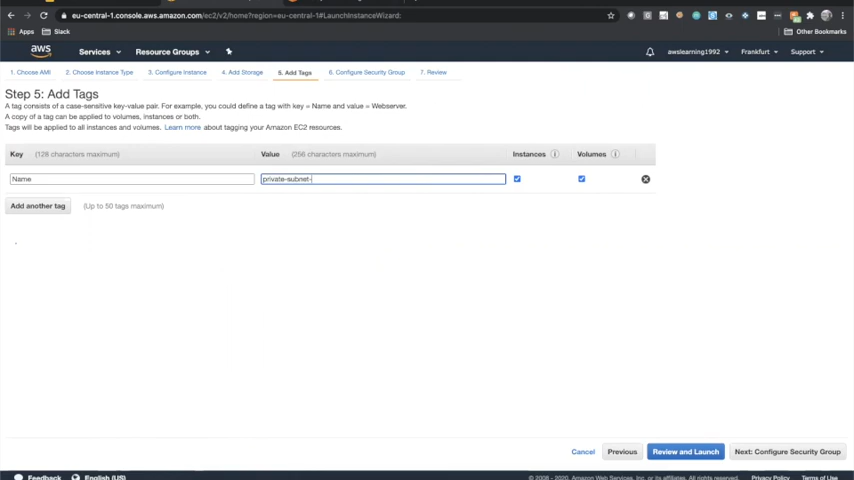 eu-central-1.console.aws.amazon.com/ec2/v2/home?region=eu-central-1#LaunchInstanceWizard:
Apps Slack Other Bookmarks
aws Services Resource Groups awslearning1992 Frankfurt Support
1. Choose AMI 2. Choose Instance Type 3. Configure Instance 4. Add Storage 5. Add Tags 6. Configure Security Group 7. Review
Step 5: Add Tags
A tag consists of a case-sensitive key-value pair. For example, you could define a tag with key = Name and value = Webserver.
A copy of a tag can be applied to volumes, instances or both.
Tags will be applied to all instances and volumes. Learn more about tagging your Amazon EC2 resources.
Key (128 characters maximum) Value (256 characters maximum) Instances Volumes
Name private-subnet-
Add another tag (Up to 50 tags maximum)
Cancel Previous Review and Launch Next: Configure Security Group
Feedback English (US) © 2008 - 2020, Amazon Web Services, Inc. or its affiliates. All rights reserved. Privacy Policy Terms of Use